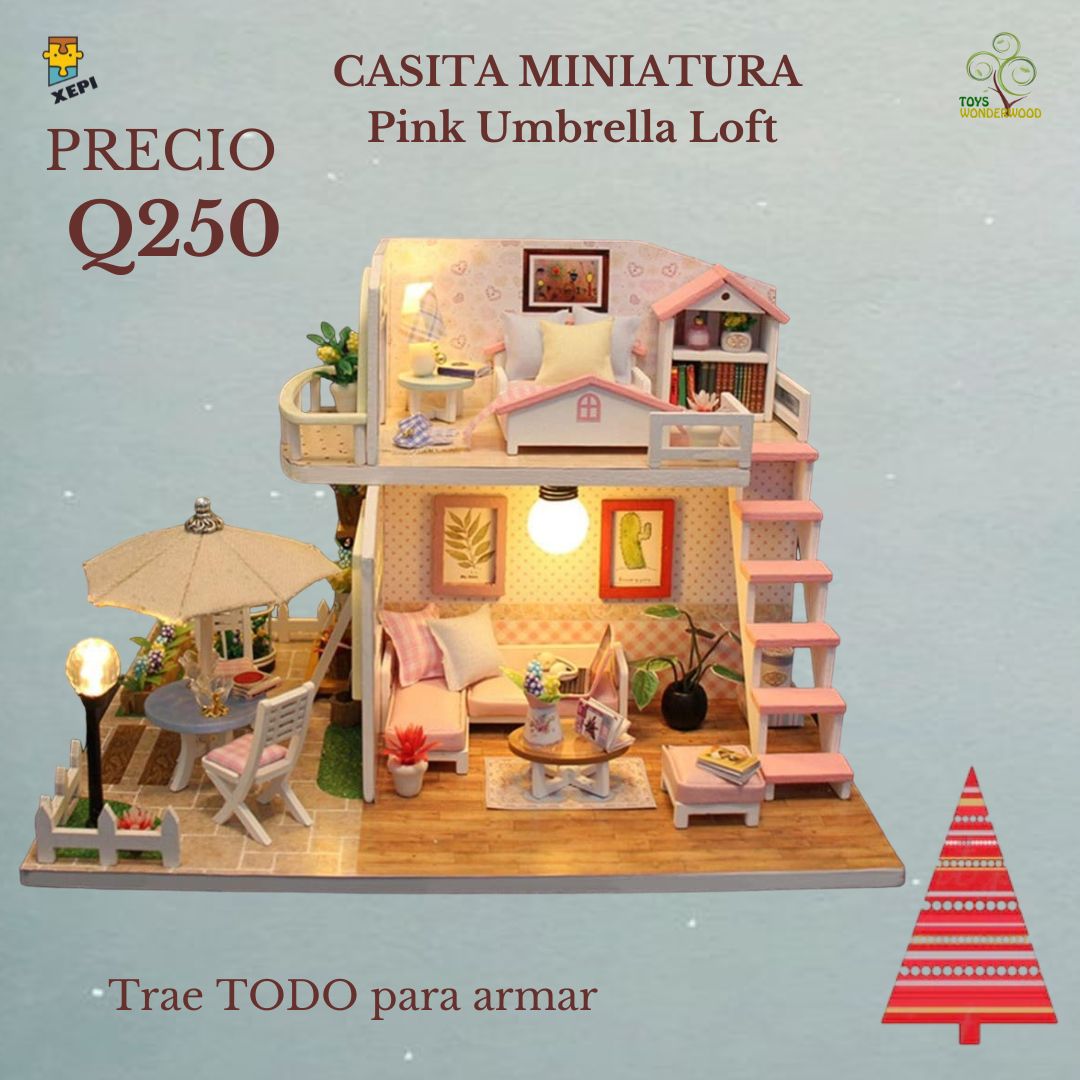 XEPI
CASITA MINIATURA
Pink Umbrella Loft
TOYS
WONDERWOOD
PRECIO
Q250
Trae TODO para armar